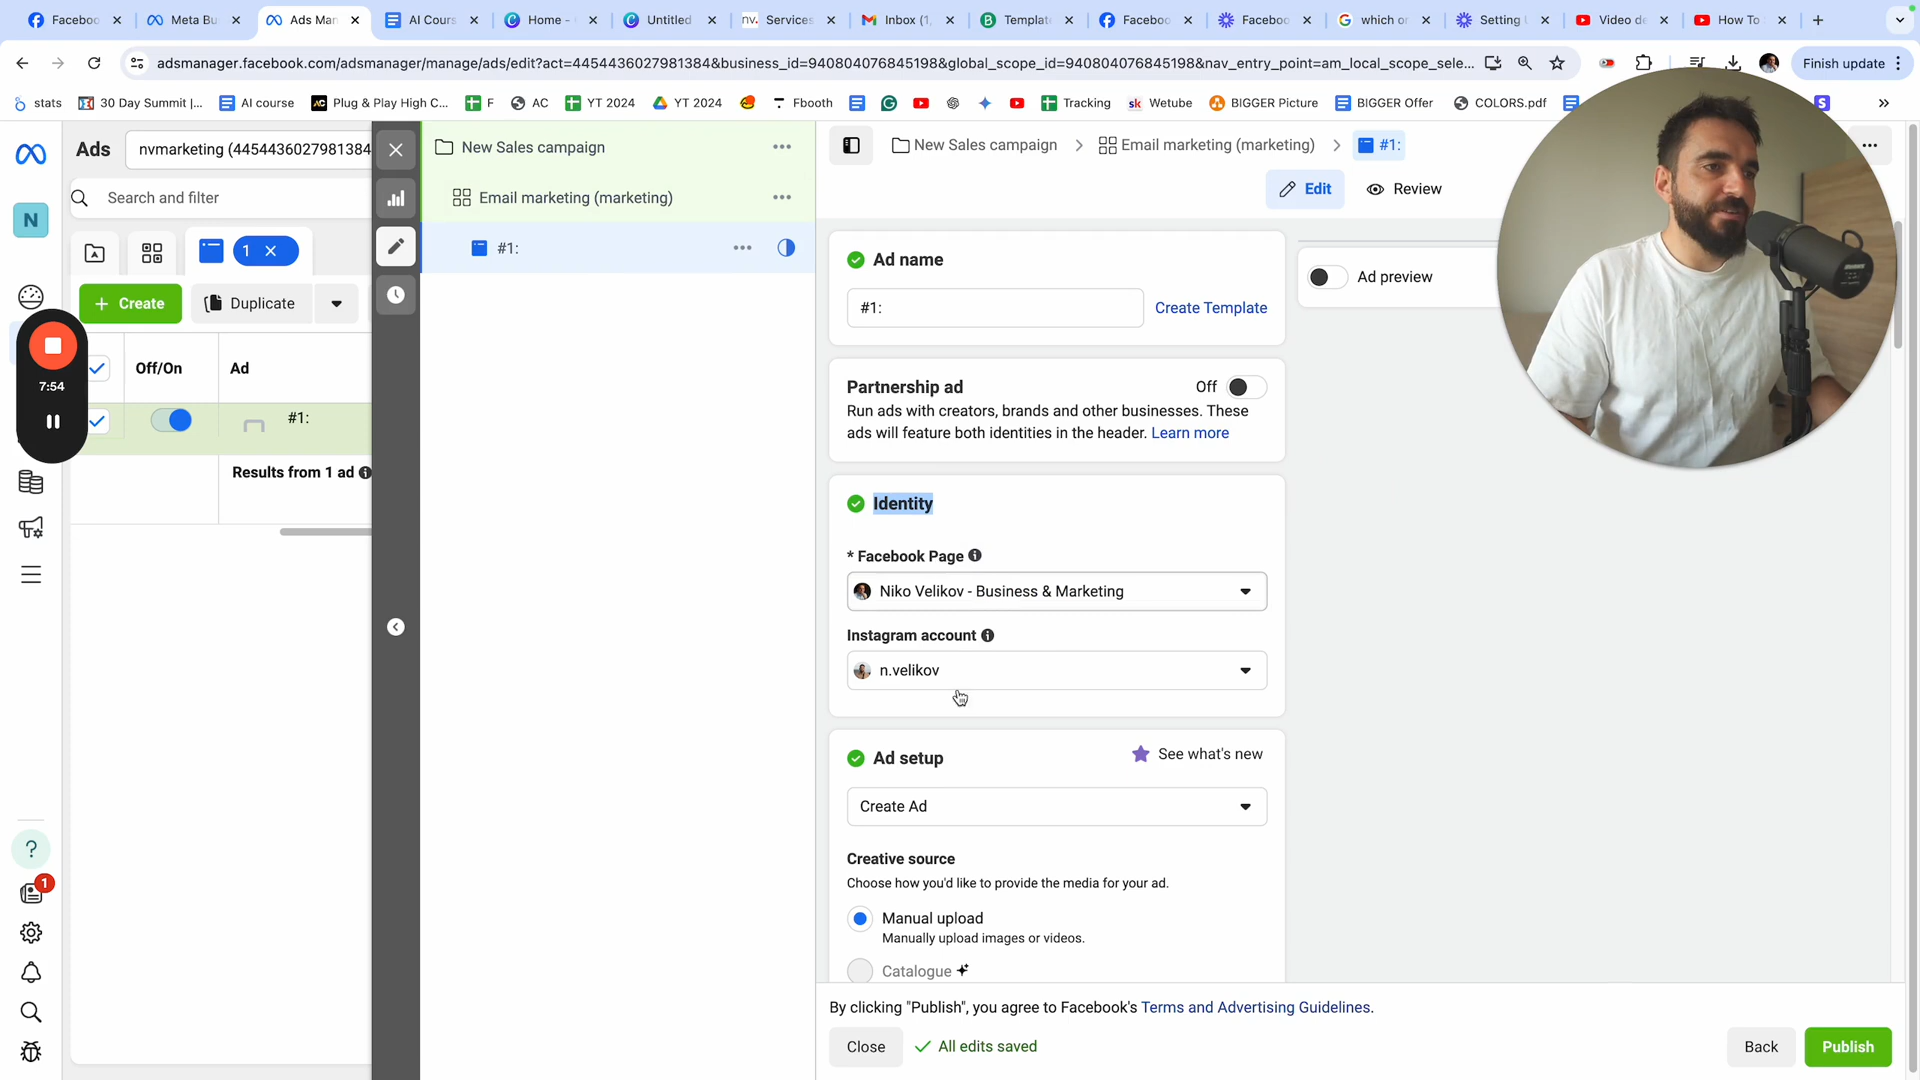 Faceboo
Meta Bu
Ads Man
AI Cours
Home -
Untitled
nv. Services
Inbox (1,
Templat
Faceboo
Faceboo
which or
Setting
Video de
How To
adsmanager.facebook.com/adsmanager/manage/ads/edit?act=4454436027981384&business_id=940804076845198&global_scope_id=940804076845198&nav_entry_point=am_local_scope_sele...
Finish update
stats
30 Day Summit |...
AI course
Plug & Play High C...
F
AC
YT 2024
YT 2024
Fbooth
Tracking
sk Wetube
BIGGER Picture
BIGGER Offer
COLORS.pdf
S
Ads
nvmarketing (4454436027981384
Search and filter
N
1
Create
Duplicate
Off/On
Ad
7:54
#1:
Results from 1 ad
1
New Sales campaign
Email marketing (marketing)
#1:
New Sales campaign
Email marketing (marketing)
#1:
Edit
Review
Ad name
#1:
Create Template
Ad preview
Partnership ad
Off
Run ads with creators, brands and other businesses. These
ads will feature both identities in the header. Learn more
Identity
* Facebook Page
Niko Velikov - Business & Marketing
Instagram account
n.velikov
Ad setup
See what's new
Create Ad
Creative source
Choose how you'd like to provide the media for your ad.
Manual upload
Manually upload images or videos.
Catalogue
By clicking "Publish", you agree to Facebook's Terms and Advertising Guidelines.
Close
All edits saved
Back
Publish